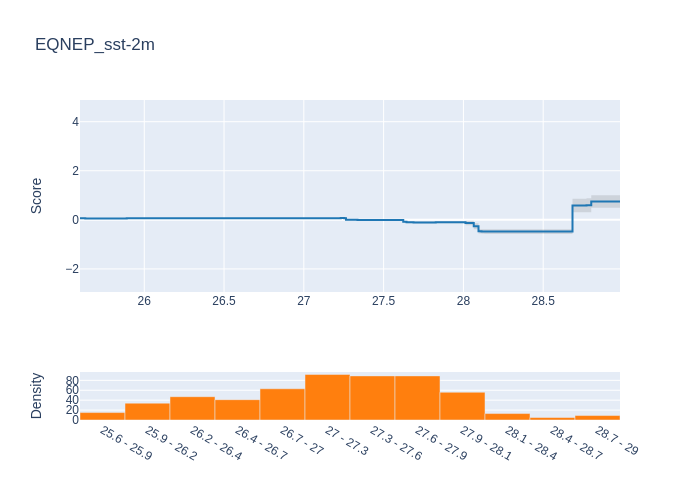 EQNEP_sst-2m
Score
4
2
0
−2
26
26.5
27
27.5
28
28.5
Density
80
60
40
20
0
25.6 - 25.9
25.9 - 26.2
26.2 - 26.4
26.4 - 26.7
26.7 - 27
27 - 27.3
27.3 - 27.6
27.6 - 27.9
27.9 - 28.1
28.1 - 28.4
28.4 - 28.7
28.7 - 29